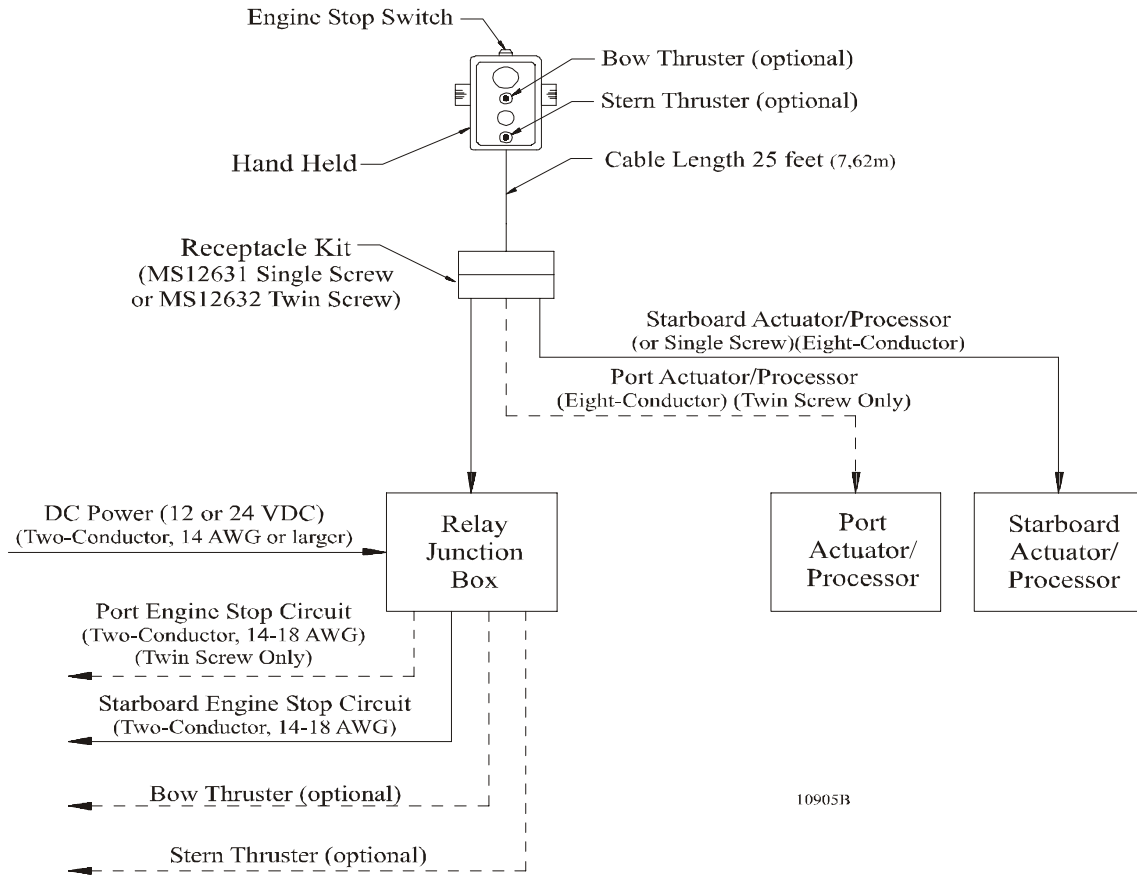 Engine Stop Switch
Bow Thruster (optional)
Stern Thruster (optional)
Hand Held
Cable Length 25 feet (7,62m)
Receptacle Kit
(MS12631 Single Screw
or MS12632 Twin Screw)
Starboard Actuator/Processor
(or Single Screw)(Eight-Conductor)
Port Actuator/Processor
(Eight-Conductor) (Twin Screw Only)
DC Power (12 or 24 VDC)
(Two-Conductor, 14 AWG or larger)
Relay
Junction
Box
Port
Actuator/
Processor
Starboard
Actuator/
Processor
Port Engine Stop Circuit
(Two-Conductor, 14-18 AWG)
(Twin Screw Only)
Starboard Engine Stop Circuit
(Two-Conductor, 14-18 AWG)
Bow Thruster (optional)
10905B
Stern Thruster (optional)